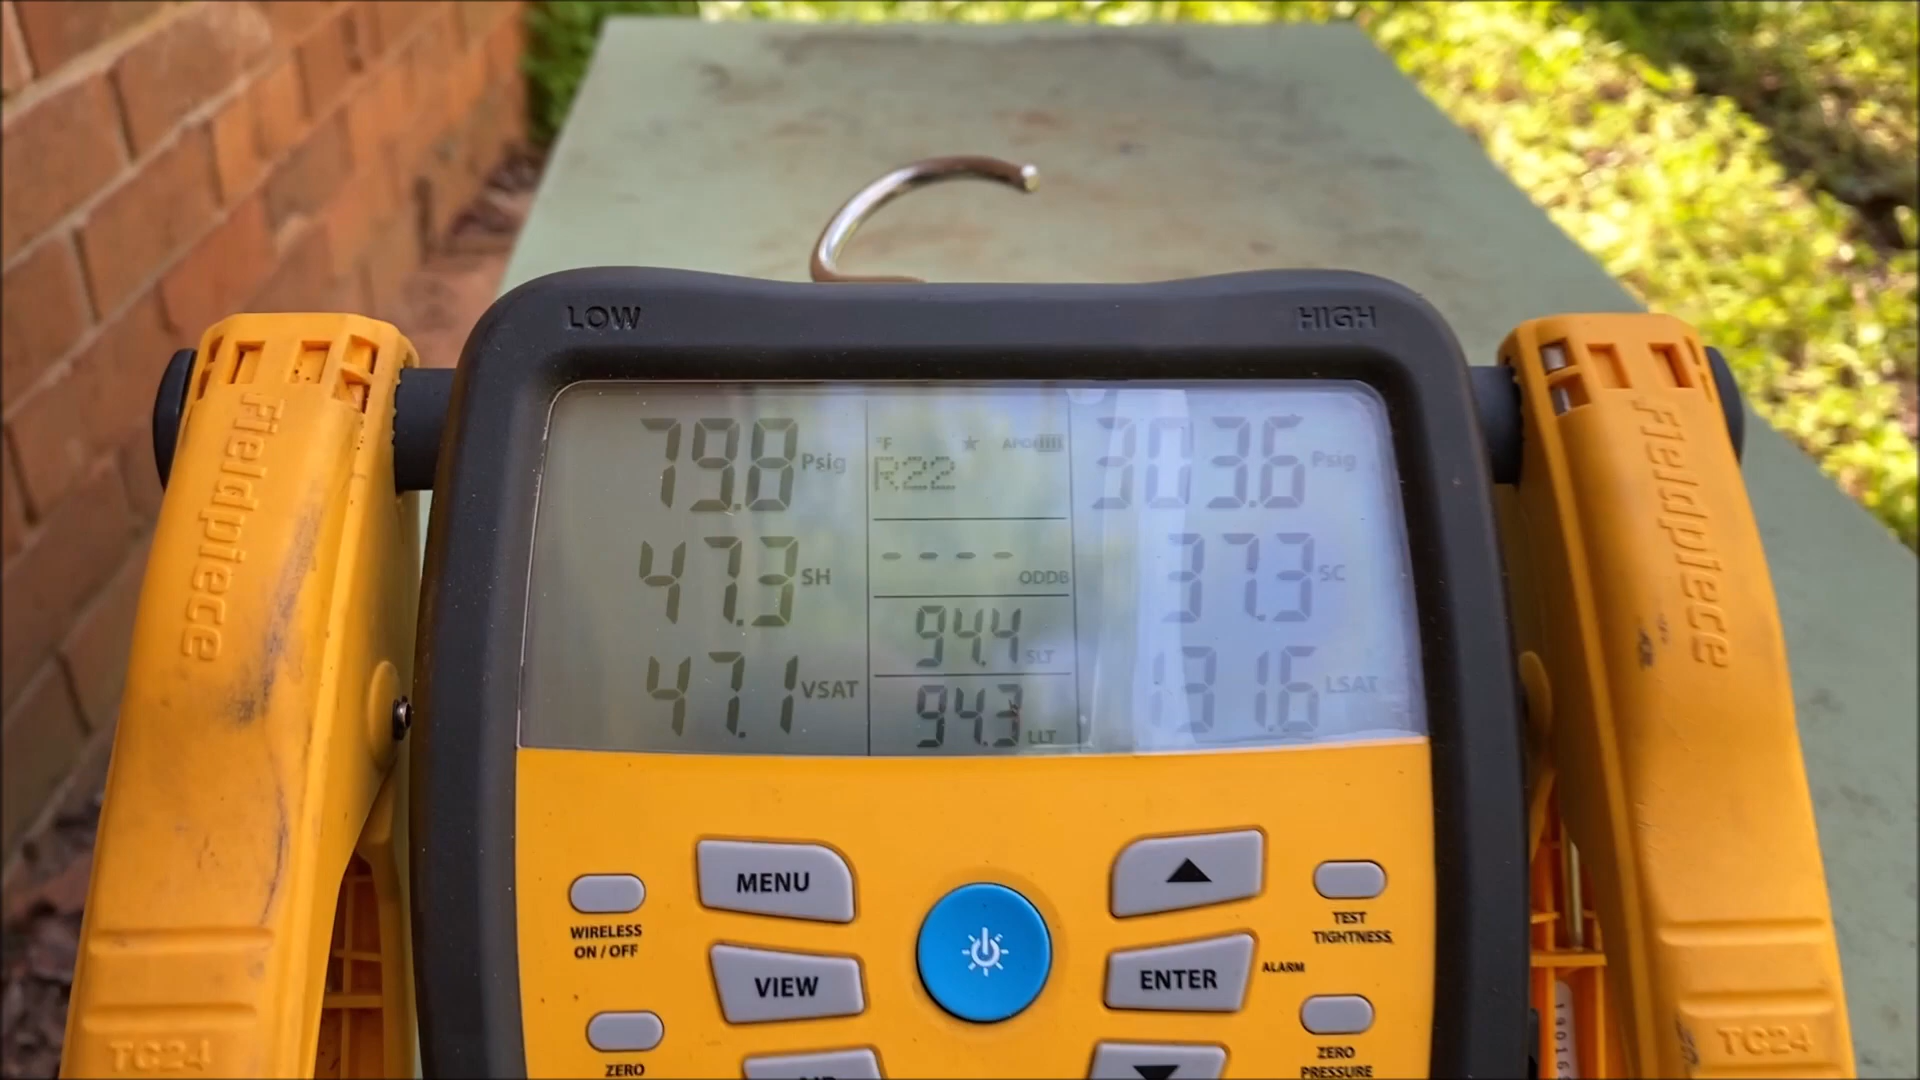 LOW
HIGH
Fieldpiece
Fieldpiece
79.8 Psig
°F
APO
303.6 Psig
R22
47.3 SH
---- ODDB
37.3 SC
94.4 SLT
47.1 VSAT
94.3 LLT
131.6 LSAT
MENU
WIRELESS
ON / OFF
TEST
TIGHTNESS
VIEW
ENTER
ALARM
ZERO
ZERO
PRESSURE
TC24
TC24